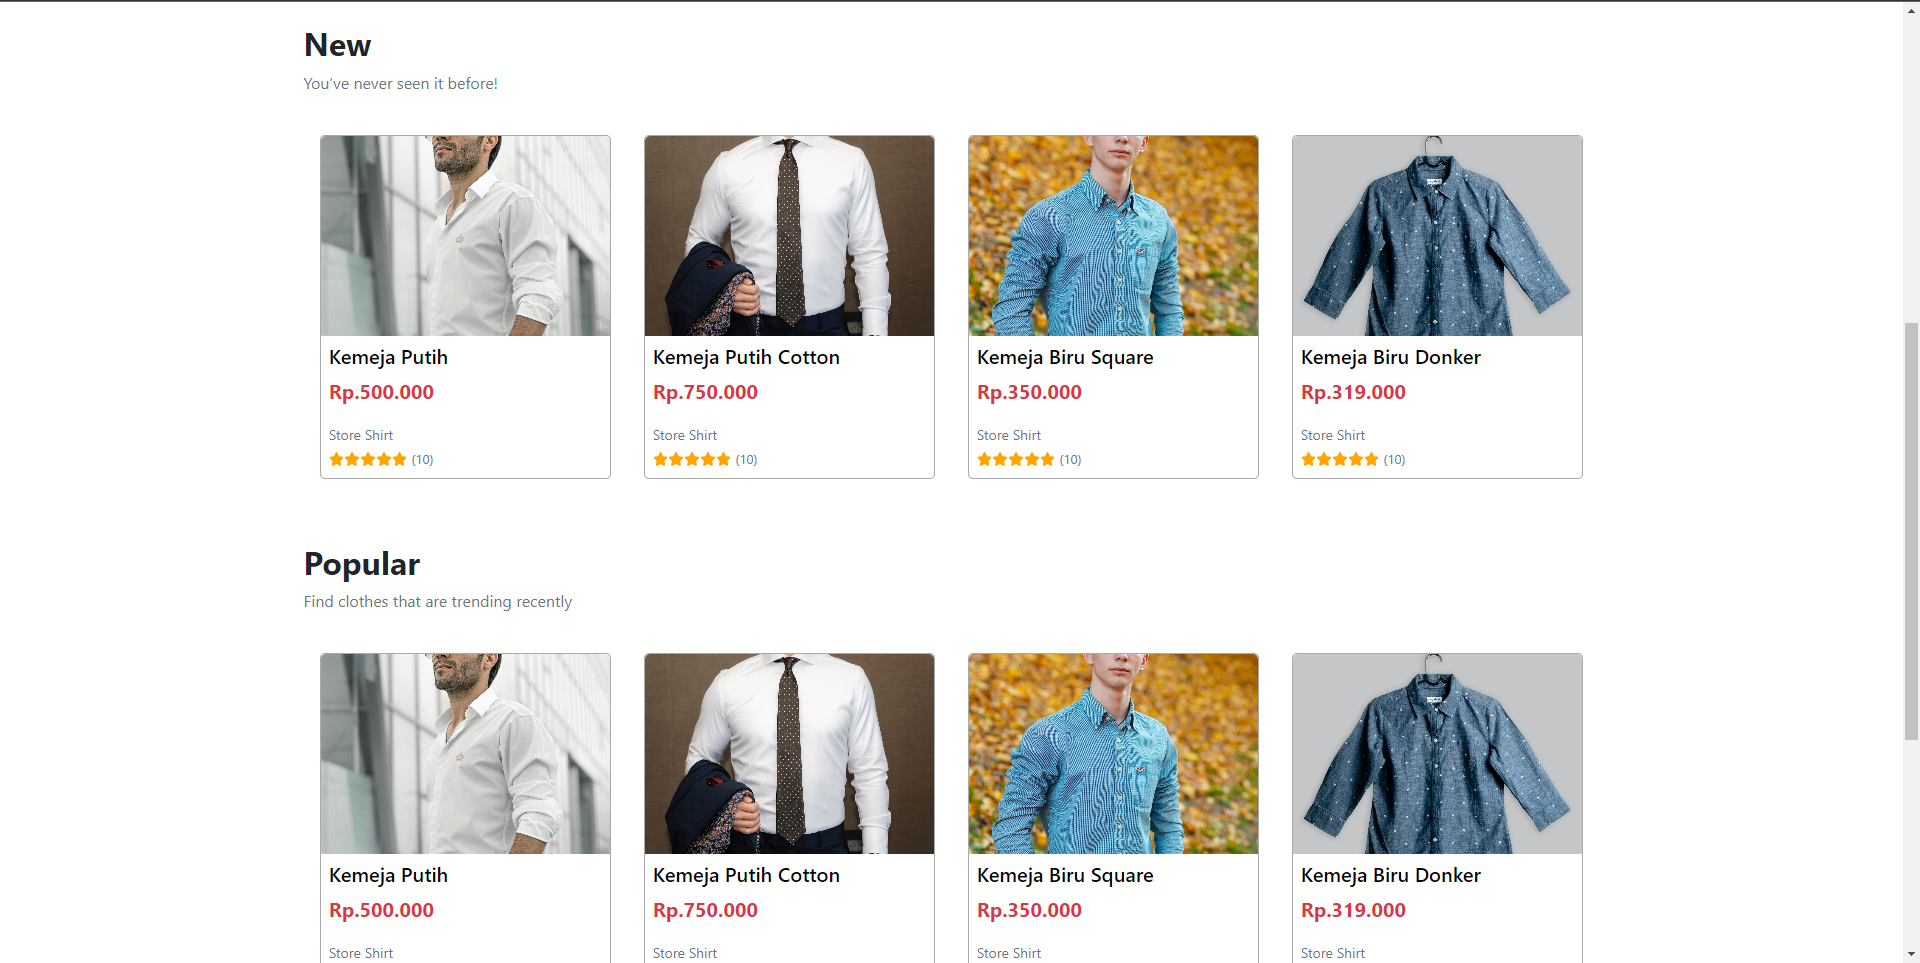 New
You've never seen it before!
Kemeja Putih
Rp.500.000
Store Shirt
(10)
Kemeja Putih Cotton
Rp.750.000
Store Shirt
(10)
Kemeja Biru Square
Rp.350.000
Store Shirt
(10)
Kemeja Biru Donker
Rp.319.000
Store Shirt
(10)
Popular
Find clothes that are trending recently
Kemeja Putih
Rp.500.000
Store Shirt
Kemeja Putih Cotton
Rp.750.000
Store Shirt
Kemeja Biru Square
Rp.350.000
Store Shirt
Kemeja Biru Donker
Rp.319.000
Store Shirt